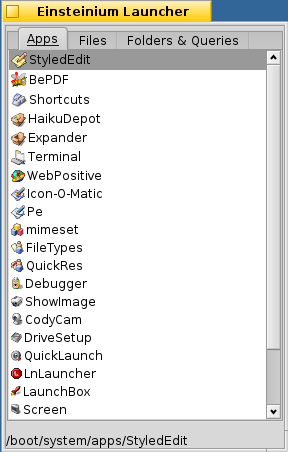 Einsteinium Launcher
Apps Files Folders & Queries
StyledEdit
BePDF
Shortcuts
HaikuDepot
Expander
Terminal
WebPositive
Icon-O-Matic
Pe
mimeset
FileTypes
QuickRes
Debugger
ShowImage
CodyCam
DriveSetup
QuickLaunch
LnLauncher
LaunchBox
Screen
/boot/system/apps/StyledEdit